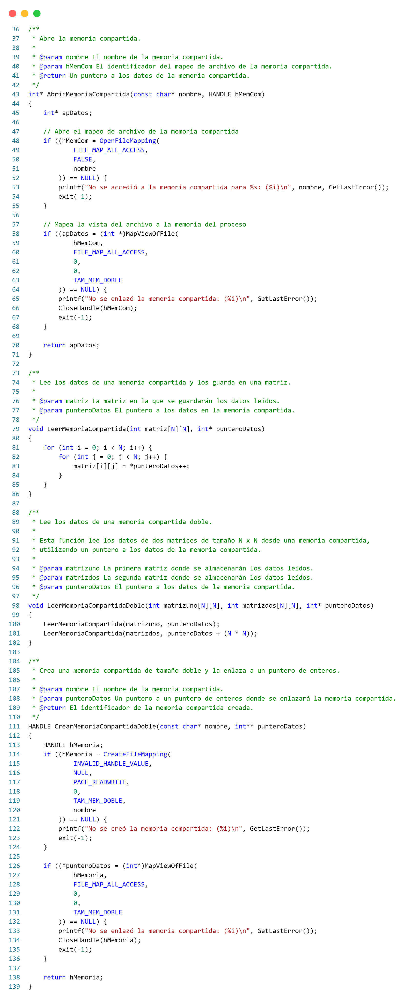 36 /**
37  * Abre la memoria compartida.
38  *
39  * @param nombre El nombre de la memoria compartida.
40  * @param hMemCom El identificador del mapeo de archivo de la memoria compartida.
41  * @return Un puntero a los datos de la memoria compartida.
42  */
43 int* AbrirMemoriaCompartida(const char* nombre, HANDLE hMemCom)
44 {
45     int* apDatos;
46
47     // Abre el mapeo de archivo de la memoria compartida
48     if ((hMemCom = OpenFileMapping(
49             FILE_MAP_ALL_ACCESS,
50             FALSE,
51             nombre
52         )) == NULL) {
53         printf("No se accedió a la memoria compartida para %s: (%i)\n", nombre, GetLastError());
54         exit(-1);
55     }
56
57     // Mapea la vista del archivo a la memoria del proceso
58     if ((apDatos = (int *)MapViewOfFile(
59             hMemCom,
60             FILE_MAP_ALL_ACCESS,
61             0,
62             0,
63             TAM_MEM_DOBLE
64         )) == NULL) {
65         printf("No se enlazó la memoria compartida: (%i)\n", GetLastError());
66         CloseHandle(hMemCom);
67         exit(-1);
68     }
69
70     return apDatos;
71 }
72
73 /**
74  * Lee los datos de una memoria compartida y los guarda en una matriz.
75  *
76  * @param matriz La matriz en la que se guardarán los datos leídos.
77  * @param punteroDatos El puntero a los datos en la memoria compartida.
78  */
79 void LeerMemoriaCompartida(int matriz[N][N], int* punteroDatos)
80 {
81     for (int i = 0; i < N; i++) {
82         for (int j = 0; j < N; j++) {
83             matriz[i][j] = *punteroDatos++;
84         }
85     }
86 }
87
88 /**
89  * Lee los datos de una memoria compartida doble.
90  *
91  * Esta función lee los datos de dos matrices de tamaño N x N desde una memoria compartida,
92  * utilizando un puntero a los datos de la memoria compartida.
93  *
94  * @param matrizuno La primera matriz donde se almacenarán los datos leídos.
95  * @param matrizdos La segunda matriz donde se almacenarán los datos leídos.
96  * @param punteroDatos El puntero a los datos de la memoria compartida.
97  */
98 void LeerMemoriaCompartidaDoble(int matrizuno[N][N], int matrizdos[N][N], int* punteroDatos)
99 {
100     LeerMemoriaCompartida(matrizuno, punteroDatos);
101     LeerMemoriaCompartida(matrizdos, punteroDatos + (N * N));
102 }
103
104 /**
105  * Crea una memoria compartida de tamaño doble y la enlaza a un puntero de enteros.
106  *
107  * @param nombre El nombre de la memoria compartida.
108  * @param punteroDatos Un puntero a un puntero de enteros donde se enlazará la memoria compartida.
109  * @return El identificador de la memoria compartida creada.
110  */
111 HANDLE CrearMemoriaCompartidaDoble(const char* nombre, int** punteroDatos)
112 {
113     HANDLE hMemoria;
114     if ((hMemoria = CreateFileMapping(
115             INVALID_HANDLE_VALUE,
116             NULL,
117             PAGE_READWRITE,
118             0,
119             TAM_MEM_DOBLE,
120             nombre
121         )) == NULL) {
122         printf("No se creó la memoria compartida: (%i)\n", GetLastError());
123         exit(-1);
124     }
125
126     if ((*punteroDatos = (int*)MapViewOfFile(
127             hMemoria,
128             FILE_MAP_ALL_ACCESS,
129             0,
130             0,
131             TAM_MEM_DOBLE
132         )) == NULL) {
133         printf("No se enlazó la memoria compartida: (%i)\n", GetLastError());
134         CloseHandle(hMemoria);
135         exit(-1);
136     }
137
138     return hMemoria;
139 }